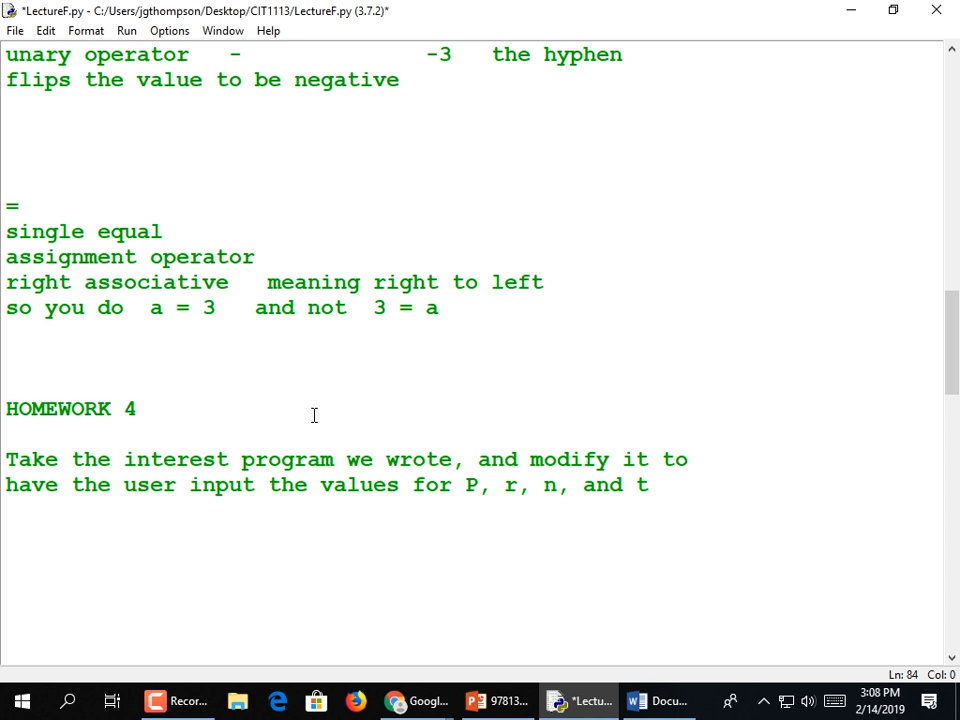 *LectureF.py - C:/Users/jgthompson/Desktop/CIT1113/LectureF.py (3.7.2)*
File Edit Format Run Options Window Help
unary operator - -3 the hyphen
flips the value to be negative
=
single equal
assignment operator
right associative meaning right to left
so you do a = 3 and not 3 = a
HOMEWORK 4
Take the interest program we wrote, and modify it to
have the user input the values for P, r, n, and t
Ln: 84 Col: 0
Recor... Googl... 97813... *Lectu... Docu... 3:08 PM
2/14/2019